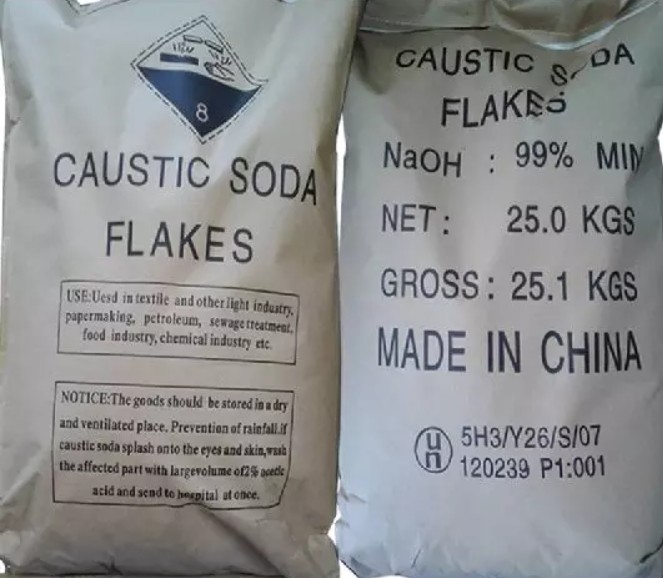 8
CAUSTIC SODA
FLAKES
USE:Uesd in textile and other light industry,
papermaking, petroleum, sewage treatment,
food industry, chemical industry etc.
NOTICE:The goods should be stored in a dry
and ventilated place. Prevention of rainfall.if
caustic soda splash onto the eyes and skin,wash
the affected part with largevolume of2% acetic
acid and send to hospital at once.
CAUSTIC SODA
FLAKES
NaOH : 99% MIN
NET: 25.0 KGS
GROSS: 25.1 KGS
MADE IN CHINA
un 5H3/Y26/S/07
120239 P1:001